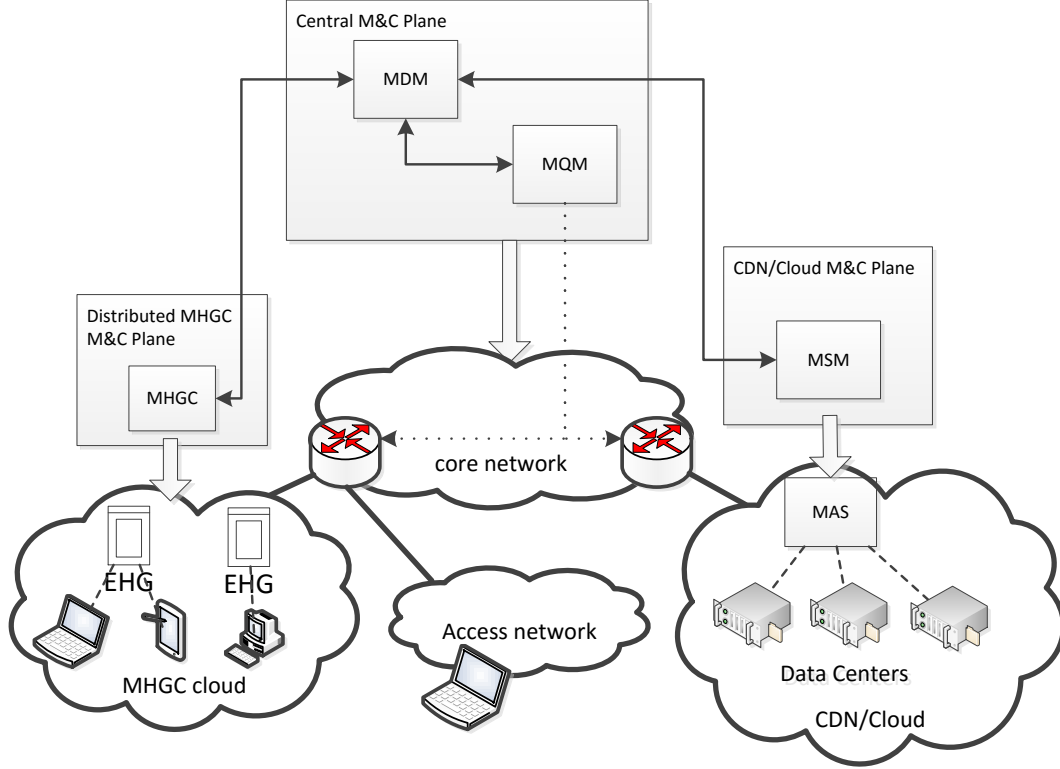 Central M&C Plane
MDM
MQM
CDN/Cloud M&C Plane
Distributed MHGC
M&C Plane
MSM
MHGC
core network
MAS
EHG
EHG
Access network
MHGC cloud
Data Centers
CDN/Cloud